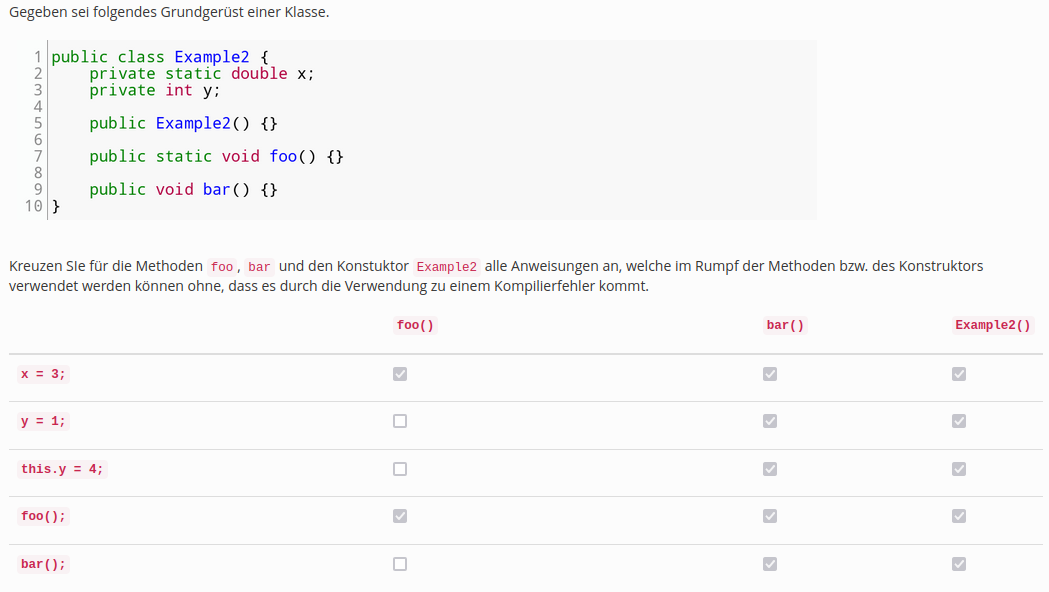 Gegeben sei folgendes Grundgerüst einer Klasse.
1 public class Example2 {
2 private static double x;
3 private int y;
4
5 public Example2() {}
6
7 public static void foo() {}
8
9 public void bar() {}
10 }
Kreuzen SIe für die Methoden foo , bar und den Konstuktor Example2 alle Anweisungen an, welche im Rumpf der Methoden bzw. des Konstruktors
verwendet werden können ohne, dass es durch die Verwendung zu einem Kompilierfehler kommt.
foo() bar() Example2()
x = 3;
y = 1;
this.y = 4;
foo();
bar();